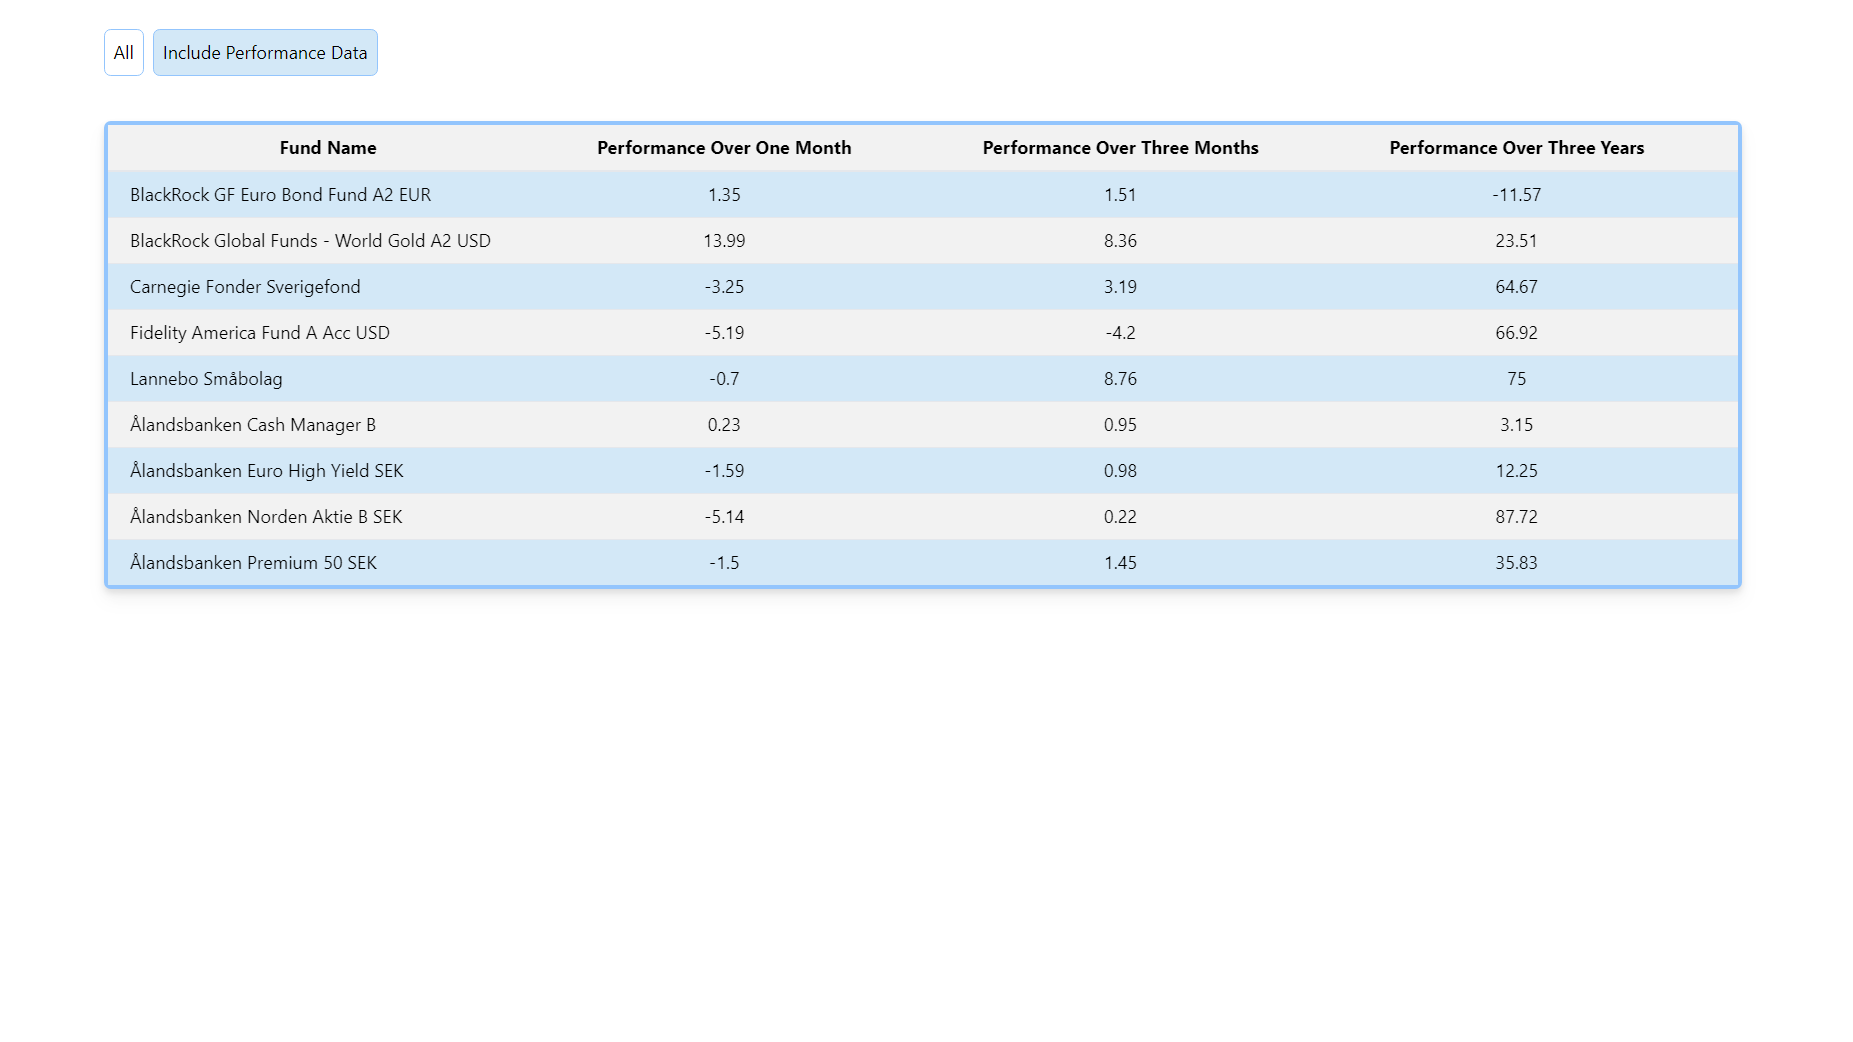 All Include Performance Data
Fund Name Performance Over One Month Performance Over Three Months Performance Over Three Years
BlackRock GF Euro Bond Fund A2 EUR 1.35 1.51 -11.57
BlackRock Global Funds - World Gold A2 USD 13.99 8.36 23.51
Carnegie Fonder Sverigefond -3.25 3.19 64.67
Fidelity America Fund A Acc USD -5.19 -4.2 66.92
Lannebo Småbolag -0.7 8.76 75
Ålandsbanken Cash Manager B 0.23 0.95 3.15
Ålandsbanken Euro High Yield SEK -1.59 0.98 12.25
Ålandsbanken Norden Aktie B SEK -5.14 0.22 87.72
Ålandsbanken Premium 50 SEK -1.5 1.45 35.83